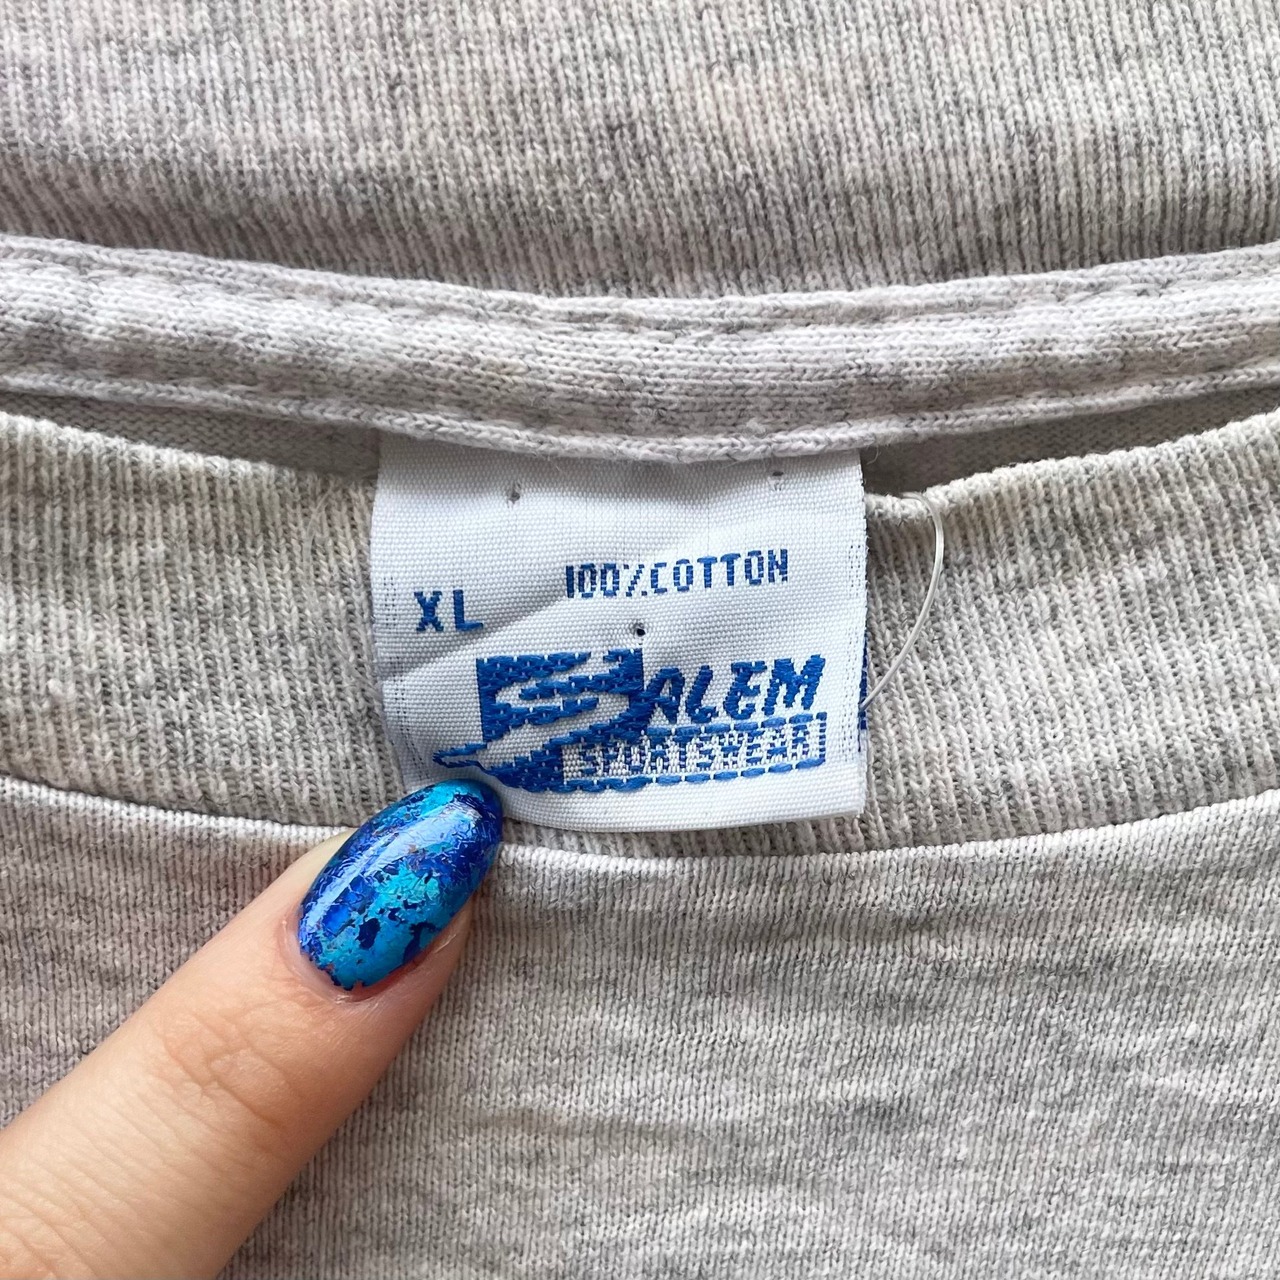 100% COTTON
XL
SALEM
SPORTSWEAR